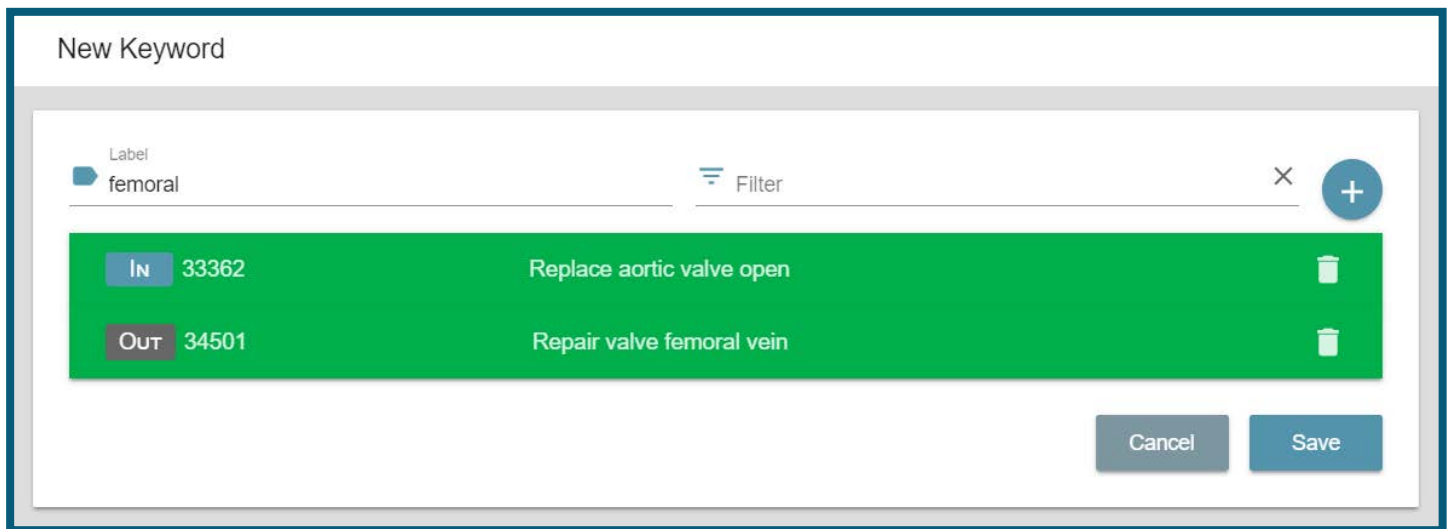 New Keyword
Label
femoral
Filter
IN 33362 Replace aortic valve open
OUT 34501 Repair valve femoral vein
Cancel Save